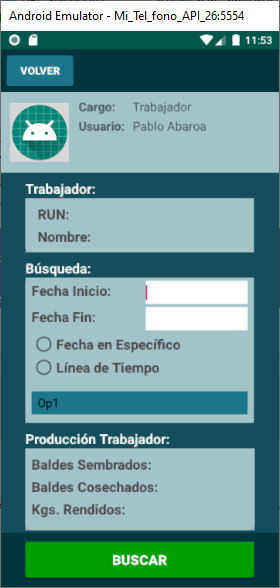 Android Emulator - Mi_Tel_fono_API_26:5554
11:53
VOLVER
Cargo: Trabajador
Usuario: Pablo Abaroa
Trabajador:
RUN:
Nombre:
Búsqueda:
Fecha Inicio:
Fecha Fin:
Fecha en Específico
Línea de Tiempo
Op1
Producción Trabajador:
Baldes Sembrados:
Baldes Cosechados:
Kgs. Rendidos:
BUSCAR